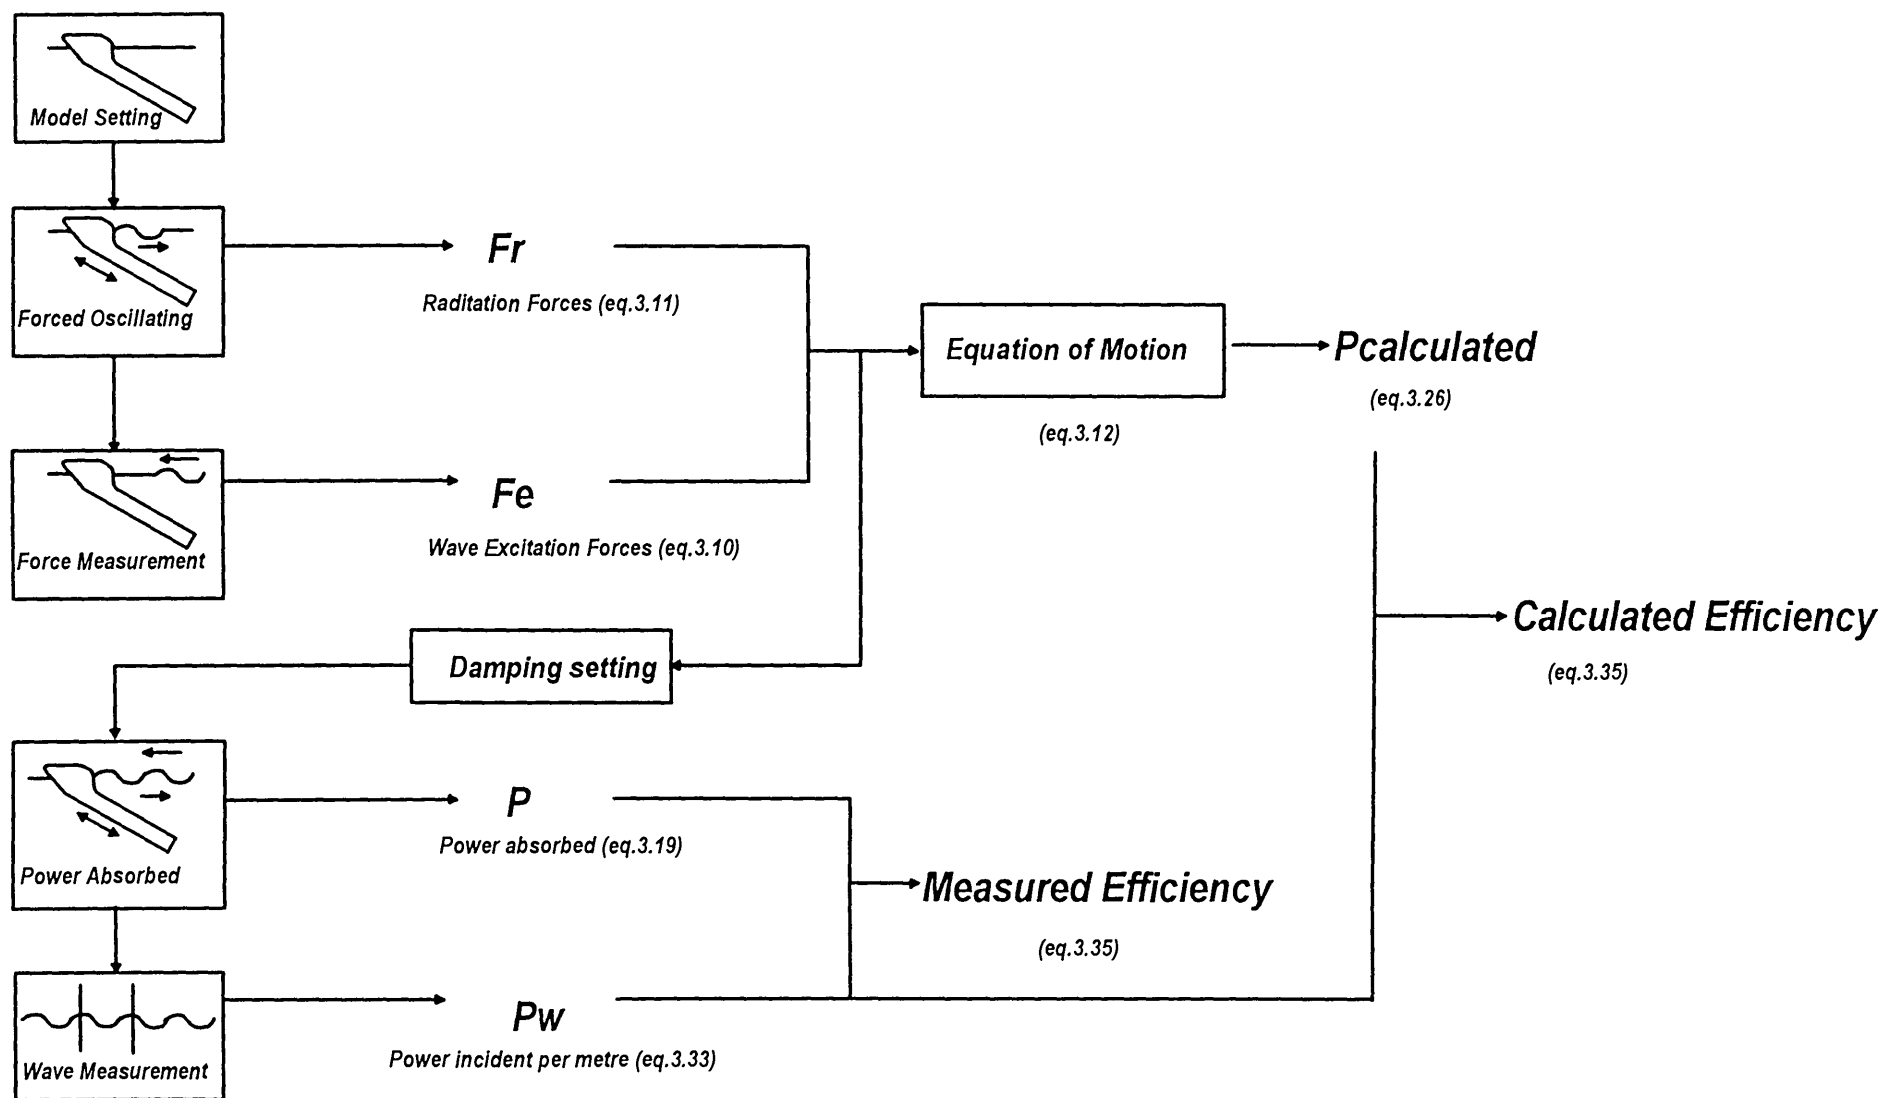 Model Setting
Forced Oscillating
Fr
Raditation Forces (eq.3.11)
Equation of Motion
(eq.3.12)
Pcalculated
(eq.3.26)
Force Measurement
Fe
Wave Excitation Forces (eq.3.10)
Calculated Efficiency
(eq.3.35)
Damping setting
Power Absorbed
P
Power absorbed (eq.3.19)
Measured Efficiency
(eq.3.35)
Wave Measurement
Pw
Power incident per metre (eq.3.33)